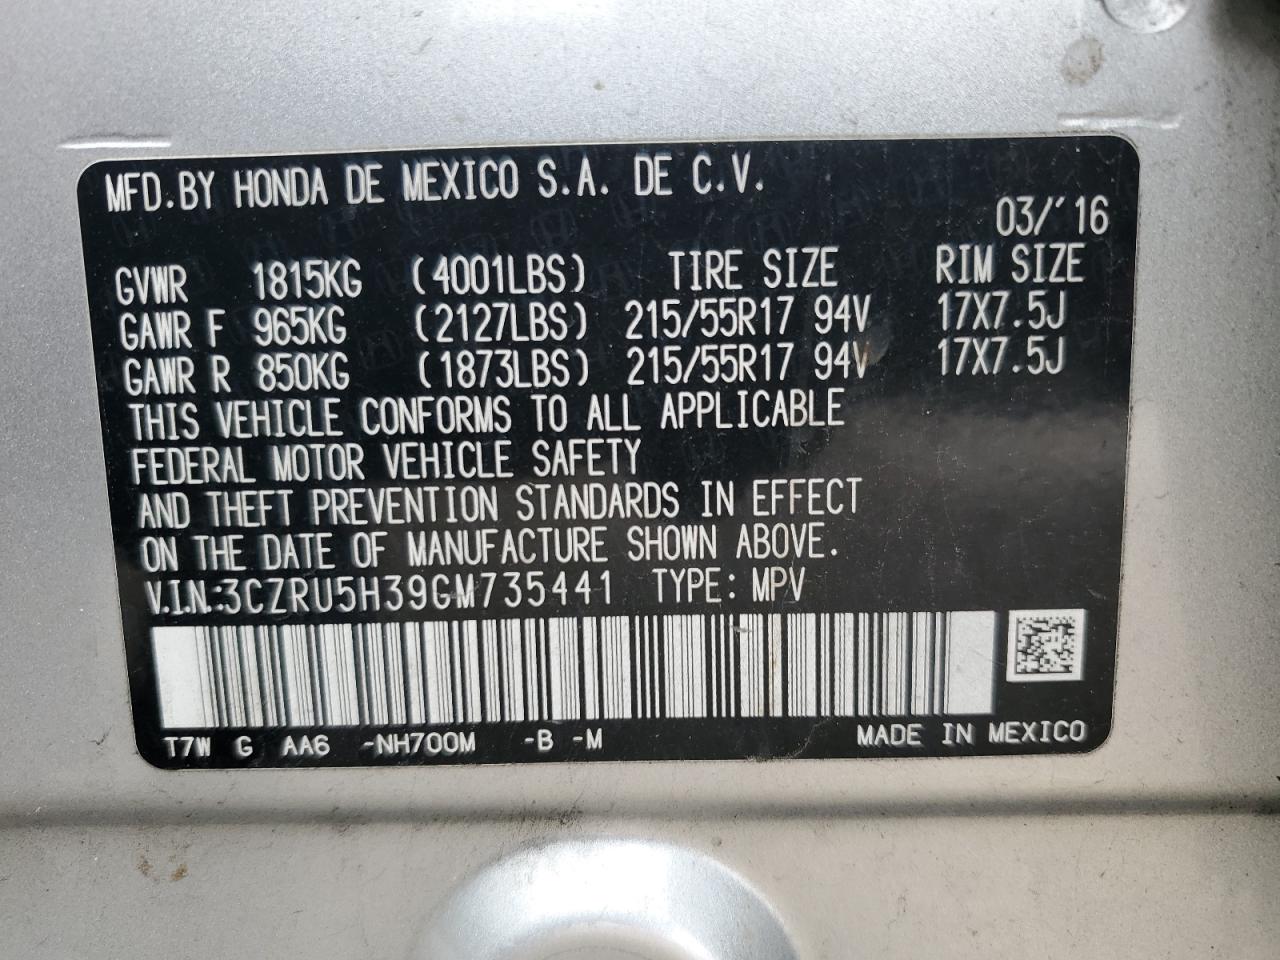 MFD.BY HONDA DE MEXICO S.A. DE C.V.
03/'16
GVWR 1815KG (4001LBS) TIRE SIZE RIM SIZE
GAWR F 965KG (2127LBS) 215/55R17 94V 17X7.5J
GAWR R 850KG (1873LBS) 215/55R17 94V 17X7.5J
THIS VEHICLE CONFORMS TO ALL APPLICABLE
FEDERAL MOTOR VEHICLE SAFETY
AND THEFT PREVENTION STANDARDS IN EFFECT
ON THE DATE OF MANUFACTURE SHOWN ABOVE.
V.I.N.:3CZRU5H39GM735441 TYPE: MPV
T7W G AA6 -NH700M -B -M MADE IN MEXICO